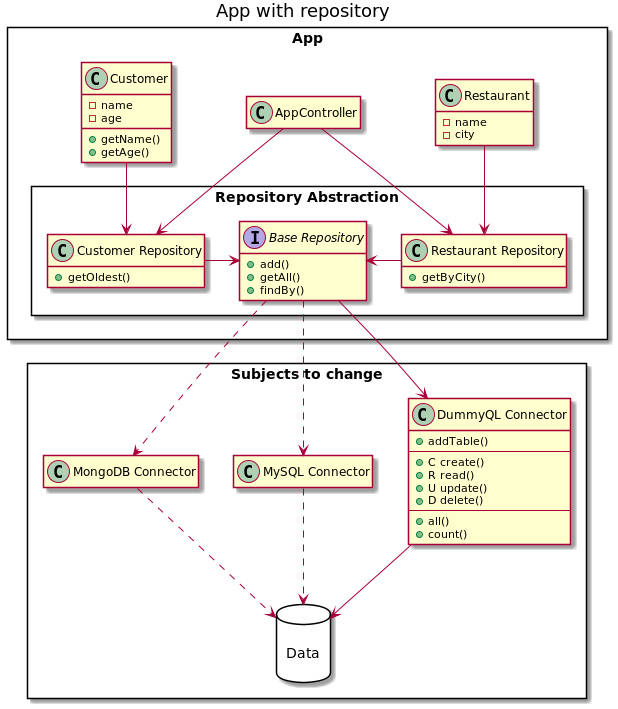 App with repository
App
C Customer
name
age
getName()
getAge()
C AppController
C Restaurant
name
city
Repository Abstraction
C Customer Repository
getOldest()
I Base Repository
add()
getAll()
findBy()
C Restaurant Repository
getByCity()
Subjects to change
C MongoDB Connector
C MySQL Connector
C DummyQL Connector
addTable()
C create()
R read()
U update()
D delete()
all()
count()
Data